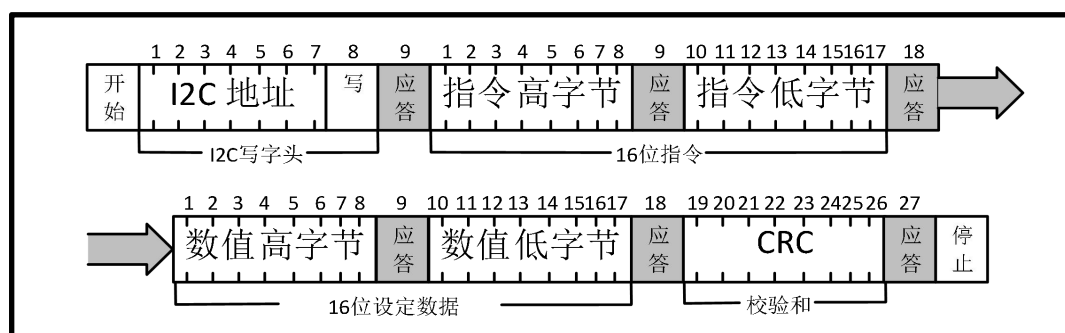 1 2 3 4 5 6 7 8 9 1 2 3 4 5 6 7 8 9 10 11 12 13 14 15 16 17 18
开始 I2C 地址 写 应答 指令高字节 应答 指令低字节 应答
I2C写字头 16位指令
1 2 3 4 5 6 7 8 9 10 11 12 13 14 15 16 17 18 19 20 21 22 23 24 25 26 27
数值高字节 应答 数值低字节 应答 CRC 应答 停止
16位设定数据 校验和